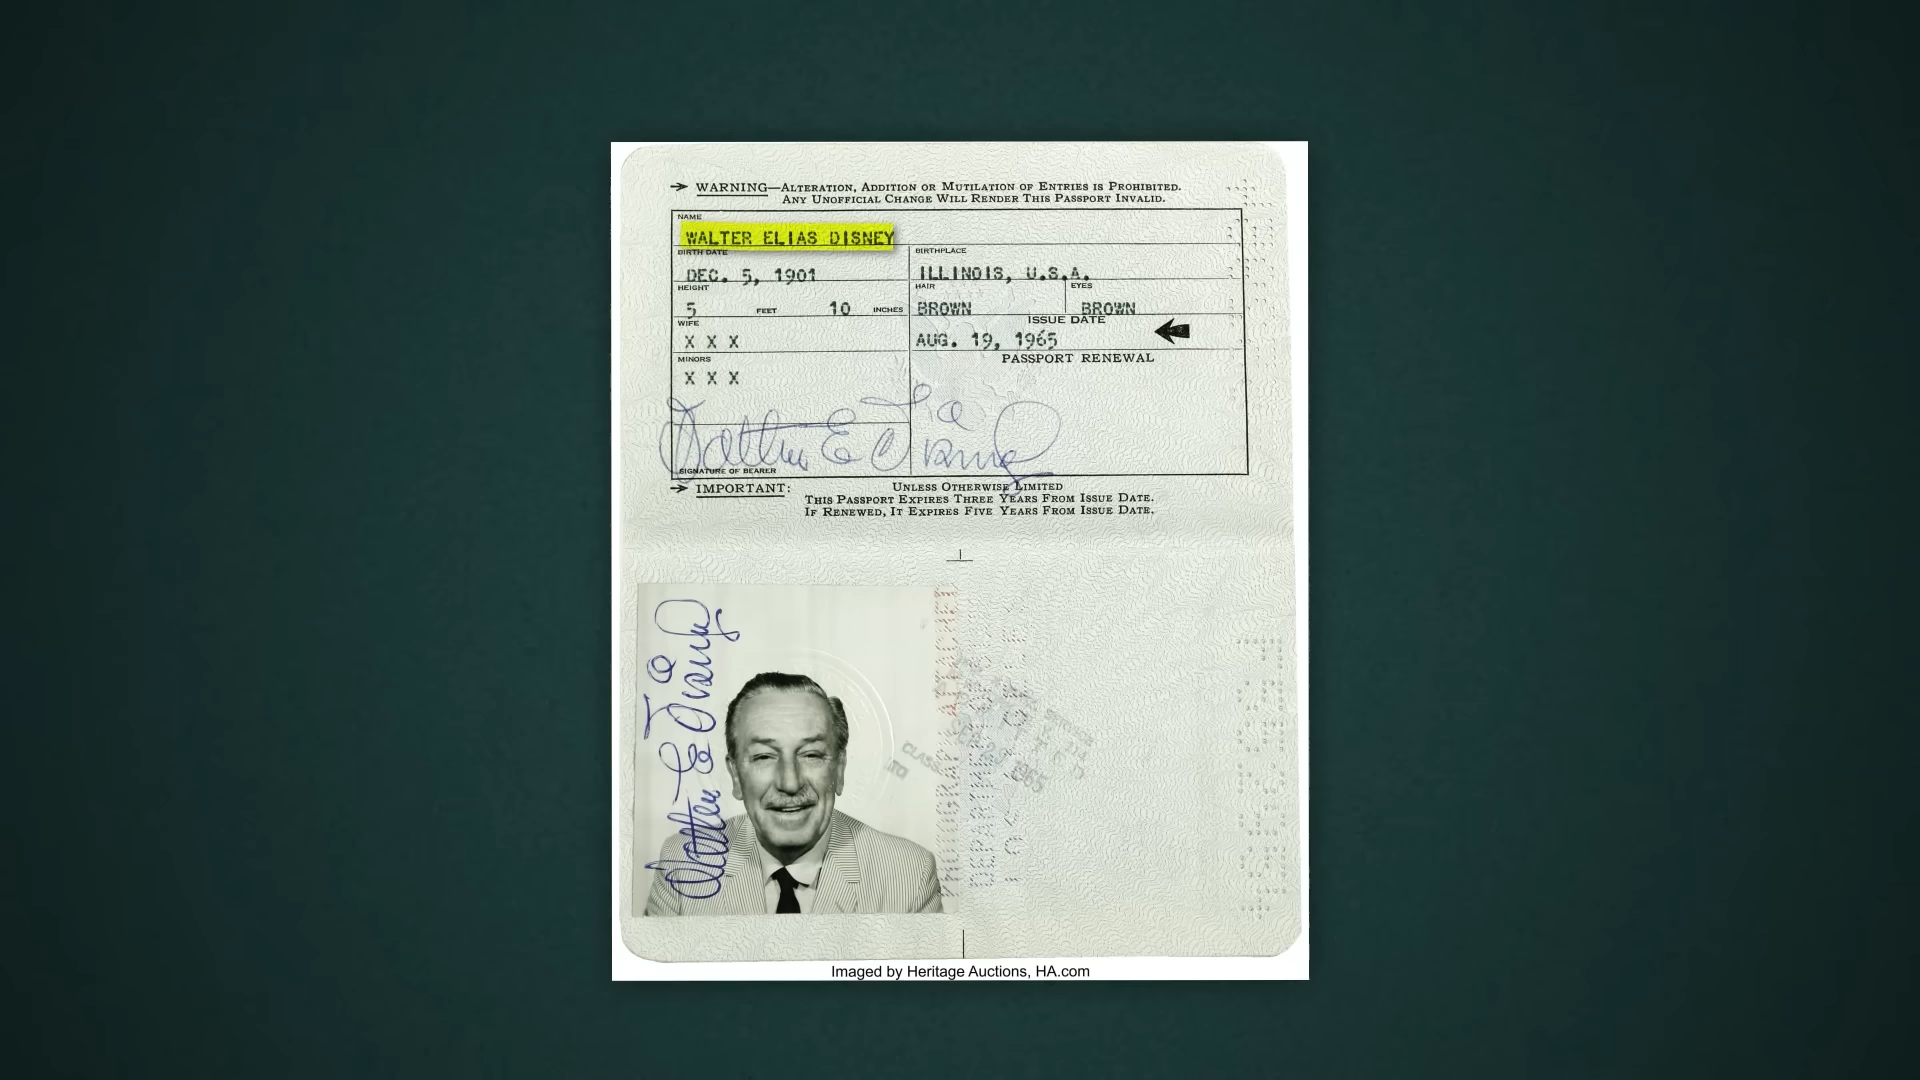 → WARNING—ALTERATION, ADDITION OR MUTILATION OF ENTRIES IS PROHIBITED.
ANY UNOFFICIAL CHANGE WILL RENDER THIS PASSPORT INVALID.
NAME
WALTER ELIAS DISNEY
BIRTH DATE
BIRTHPLACE
DEC. 5, 1901
ILLINOIS, U.S.A.
HEIGHT
HAIR
EYES
5 FEET 10 INCHES
BROWN
BROWN
WIFE
ISSUE DATE
X X X
AUG. 19, 1965
MINORS
PASSPORT RENEWAL
X X X
Walter E Disney
SIGNATURE OF BEARER
→ IMPORTANT: UNLESS OTHERWISE LIMITED
THIS PASSPORT EXPIRES THREE YEARS FROM ISSUE DATE.
IF RENEWED, IT EXPIRES FIVE YEARS FROM ISSUE DATE.
Walter E Disney
CLASS
TO
1965
Imaged by Heritage Auctions, HA.com